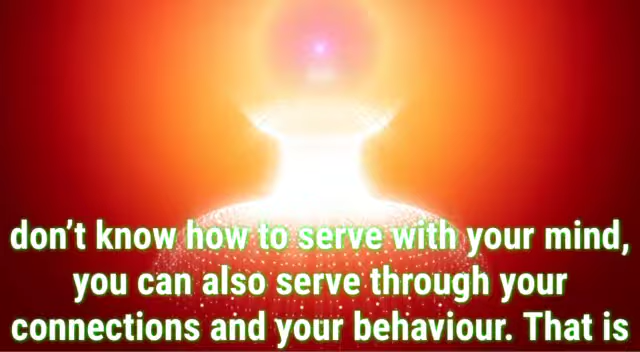 don’t know how to serve with your mind,
you can also serve through your
connections and your behaviour. That is